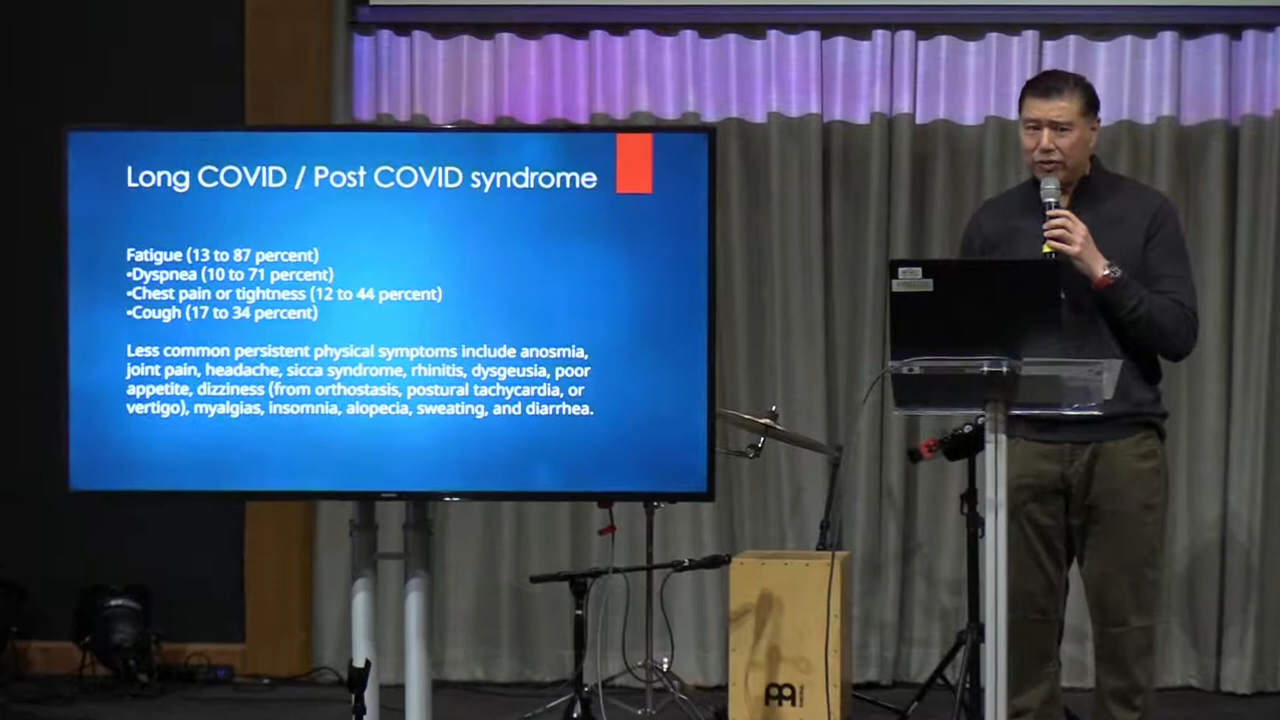 Long COVID / Post COVID syndrome
Fatigue (13 to 87 percent)
•Dyspnea (10 to 71 percent)
•Chest pain or tightness (12 to 44 percent)
•Cough (17 to 34 percent)
Less common persistent physical symptoms include anosmia,
joint pain, headache, sicca syndrome, rhinitis, dysgeusia, poor
appetite, dizziness (from orthostasis, postural tachycardia, or
vertigo), myalgias, insomnia, alopecia, sweating, and diarrhea.